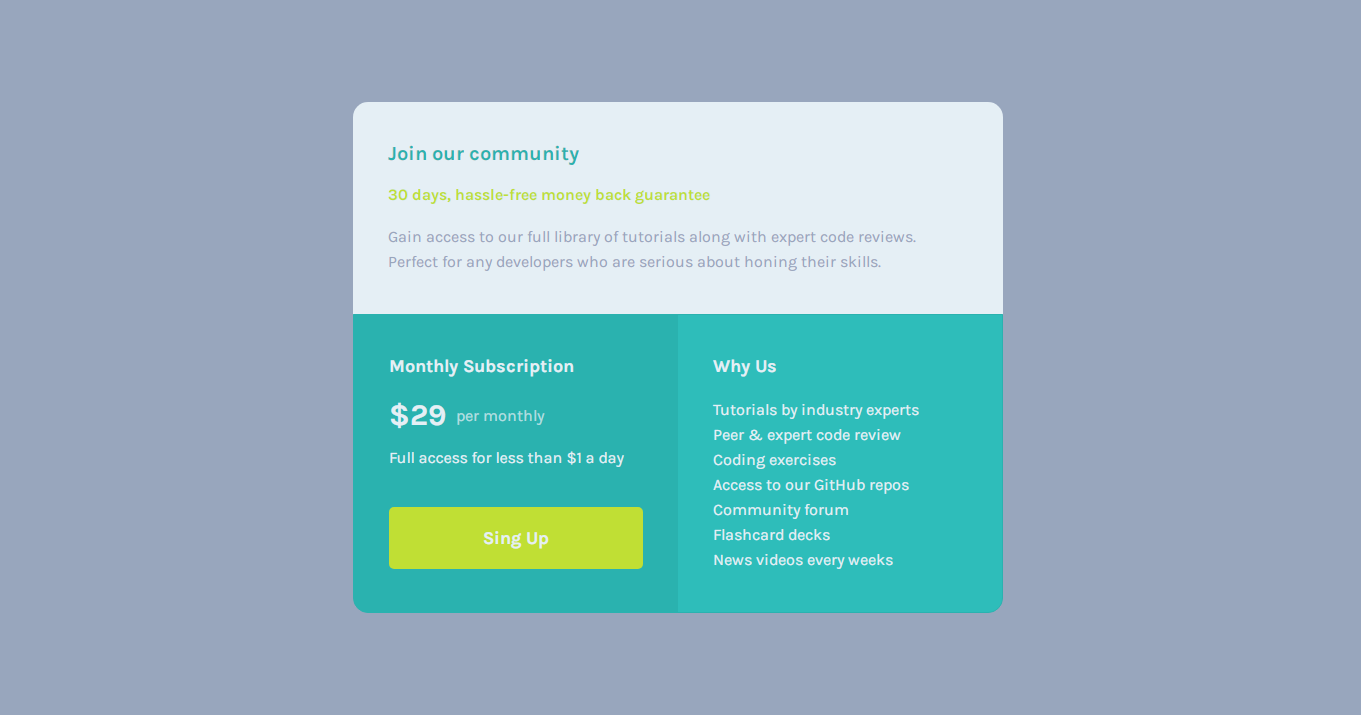 Join our community
30 days, hassle-free money back guarantee
Gain access to our full library of tutorials along with expert code reviews.
Perfect for any developers who are serious about honing their skills.
Monthly Subscription
$29 per monthly
Full access for less than $1 a day
Sing Up
Why Us
Tutorials by industry experts
Peer & expert code review
Coding exercises
Access to our GitHub repos
Community forum
Flashcard decks
News videos every weeks